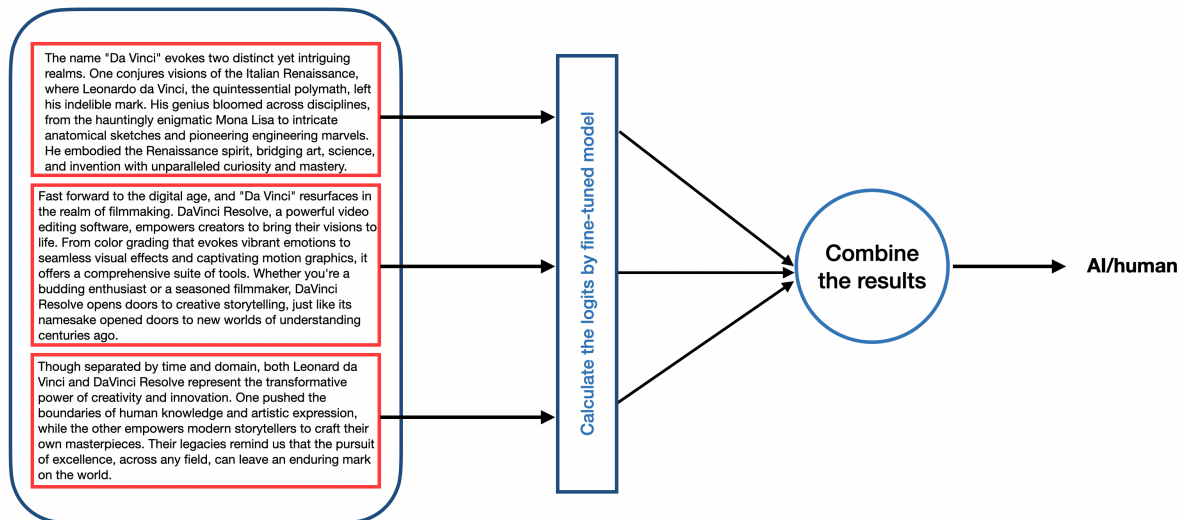 The name "Da Vinci" evokes two distinct yet intriguing
realms. One conjures visions of the Italian Renaissance,
where Leonardo da Vinci, the quintessential polymath, left
his indelible mark. His genius bloomed across disciplines,
from the hauntingly enigmatic Mona Lisa to intricate
anatomical sketches and pioneering engineering marvels.
He embodied the Renaissance spirit, bridging art, science,
and invention with unparalleled curiosity and mastery.
Fast forward to the digital age, and "Da Vinci" resurfaces in
the realm of filmmaking. DaVinci Resolve, a powerful video
editing software, empowers creators to bring their visions to
life. From color grading that evokes vibrant emotions to
seamless visual effects and captivating motion graphics, it
offers a comprehensive suite of tools. Whether you're a
budding enthusiast or a seasoned filmmaker, DaVinci
Resolve opens doors to creative storytelling, just like its
namesake opened doors to new worlds of understanding
centuries ago.
Though separated by time and domain, both Leonard da
Vinci and DaVinci Resolve represent the transformative
power of creativity and innovation. One pushed the
boundaries of human knowledge and artistic expression,
while the other empowers modern storytellers to craft their
own masterpieces. Their legacies remind us that the pursuit
of excellence, across any field, can leave an enduring mark
on the world.
Calculate the logits by fine-tuned model
Combine
the results
AI/human